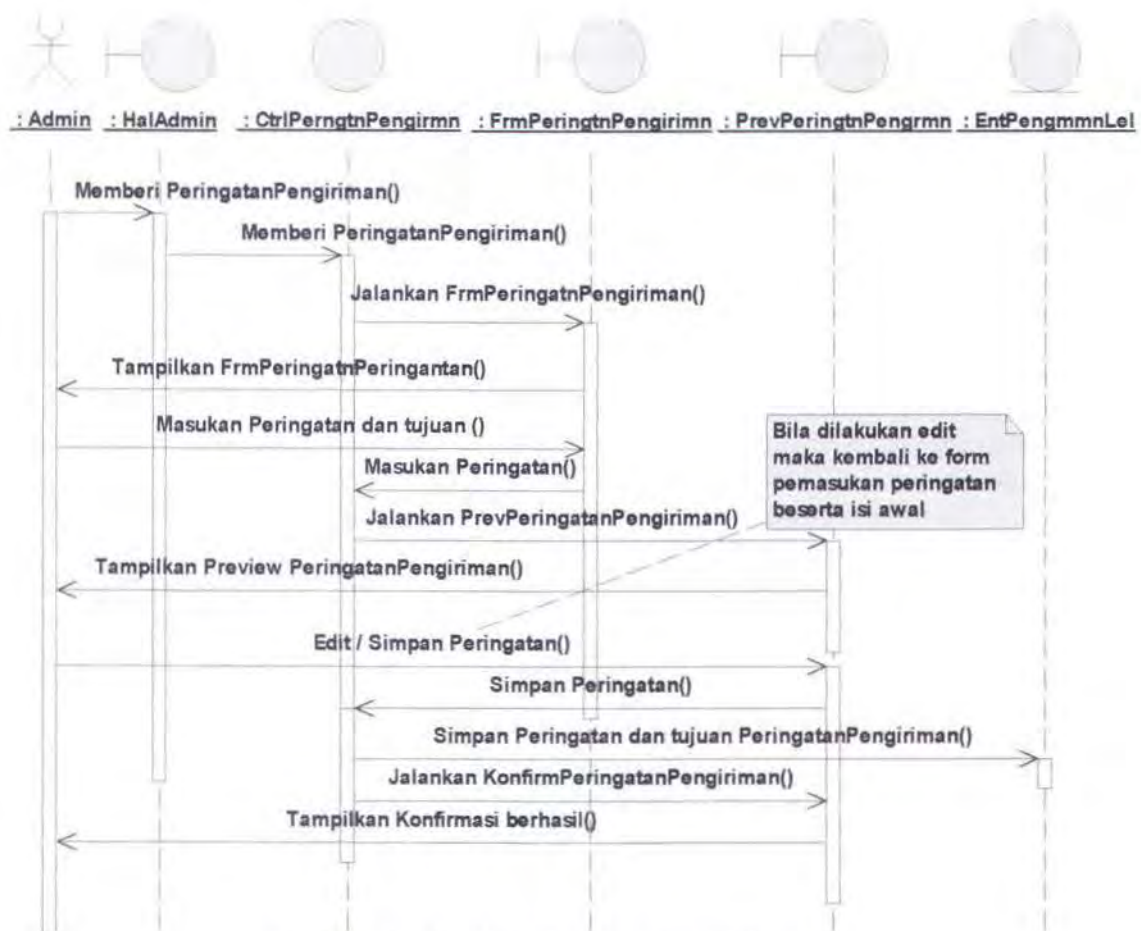 : Admin : HalAdmin : CtrlPerngtnPengirmn : FrmPeringtnPengirimn : PrevPeringtnPengrmn : EntPengmmnLel
Memberi PeringatanPengiriman()
Memberi PeringatanPengiriman()
Jalankan FrmPeringatnPengiriman()
Tampilkan FrmPeringatnPeringantan()
Masukan Peringatan dan tujuan ()
Bila dilakukan edit
maka kembali ke form
pemasukan peringatan
beserta isi awal
Masukan Peringatan()
Jalankan PrevPeringatanPengiriman()
Tampilkan Preview PeringatanPengiriman()
Edit / Simpan Peringatan()
Simpan Peringatan()
Simpan Peringatan dan tujuan PeringatanPengiriman()
Jalankan KonfirmPeringatanPengiriman()
Tampilkan Konfirmasi berhasil()